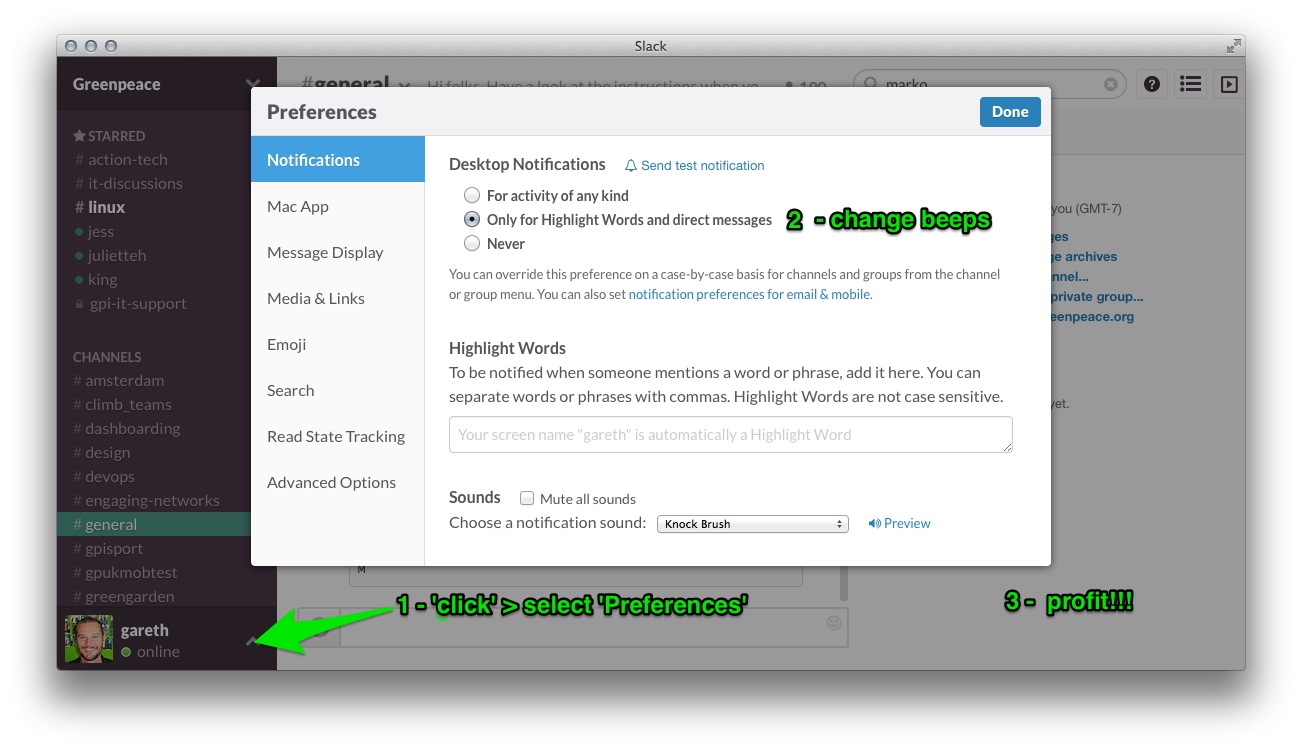 Slack
Greenpeace
#general
Hi folks. Have a look at the instructions when yo
190
marko
Preferences
Done
STARRED
# action-tech
# it-discussions
# linux
jess
julietteh
king
gpi-it-support
CHANNELS
# amsterdam
# climb_teams
# dashboarding
# design
# devops
# engaging-networks
# general
# gpisport
# gpukmobtest
# greengarden
gareth
online
Notifications
Mac App
Message Display
Media & Links
Emoji
Search
Read State Tracking
Advanced Options
Desktop Notifications
Send test notification
For activity of any kind
Only for Highlight Words and direct messages
2 - change beeps
Never
You can override this preference on a case-by-case basis for channels and groups from the channel
or group menu. You can also set notification preferences for email & mobile.
Highlight Words
To be notified when someone mentions a word or phrase, add it here. You can
separate words or phrases with commas. Highlight Words are not case sensitive.
Your screen name "gareth" is automatically a Highlight Word
Sounds
Mute all sounds
Choose a notification sound:
Knock Brush
Preview
you (GMT-7)
ges
ge archives
nnel...
private group...
eenpeace.org
yet.
M
1 - 'click' > select 'Preferences'
3 - profit!!!